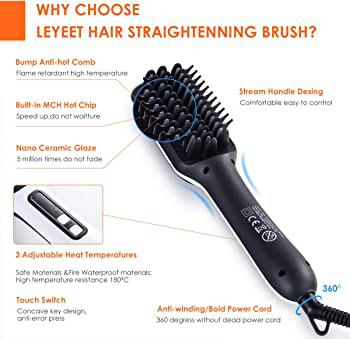 WHY CHOOSE
LEYEET HAIR STRAIGHTENNING BRUSH?
Bump Anti-hot Comb
Flame retardant high temperature
Stream Handle Desing
Comfortable easy to control
Built-in MCH Hot Chip
Speed up,do not waitture
Nano Ceramic Glaze
5 million times do not fade
3 Adjustable Heat Temperatures
Safe Materials &Fire Waterproof materials;
high temperature resistance 180°C
Touch Switch
Concave key design,
anti-error press
Anti-winding/Bold Power Cord
360 degress without dead power cord
360°